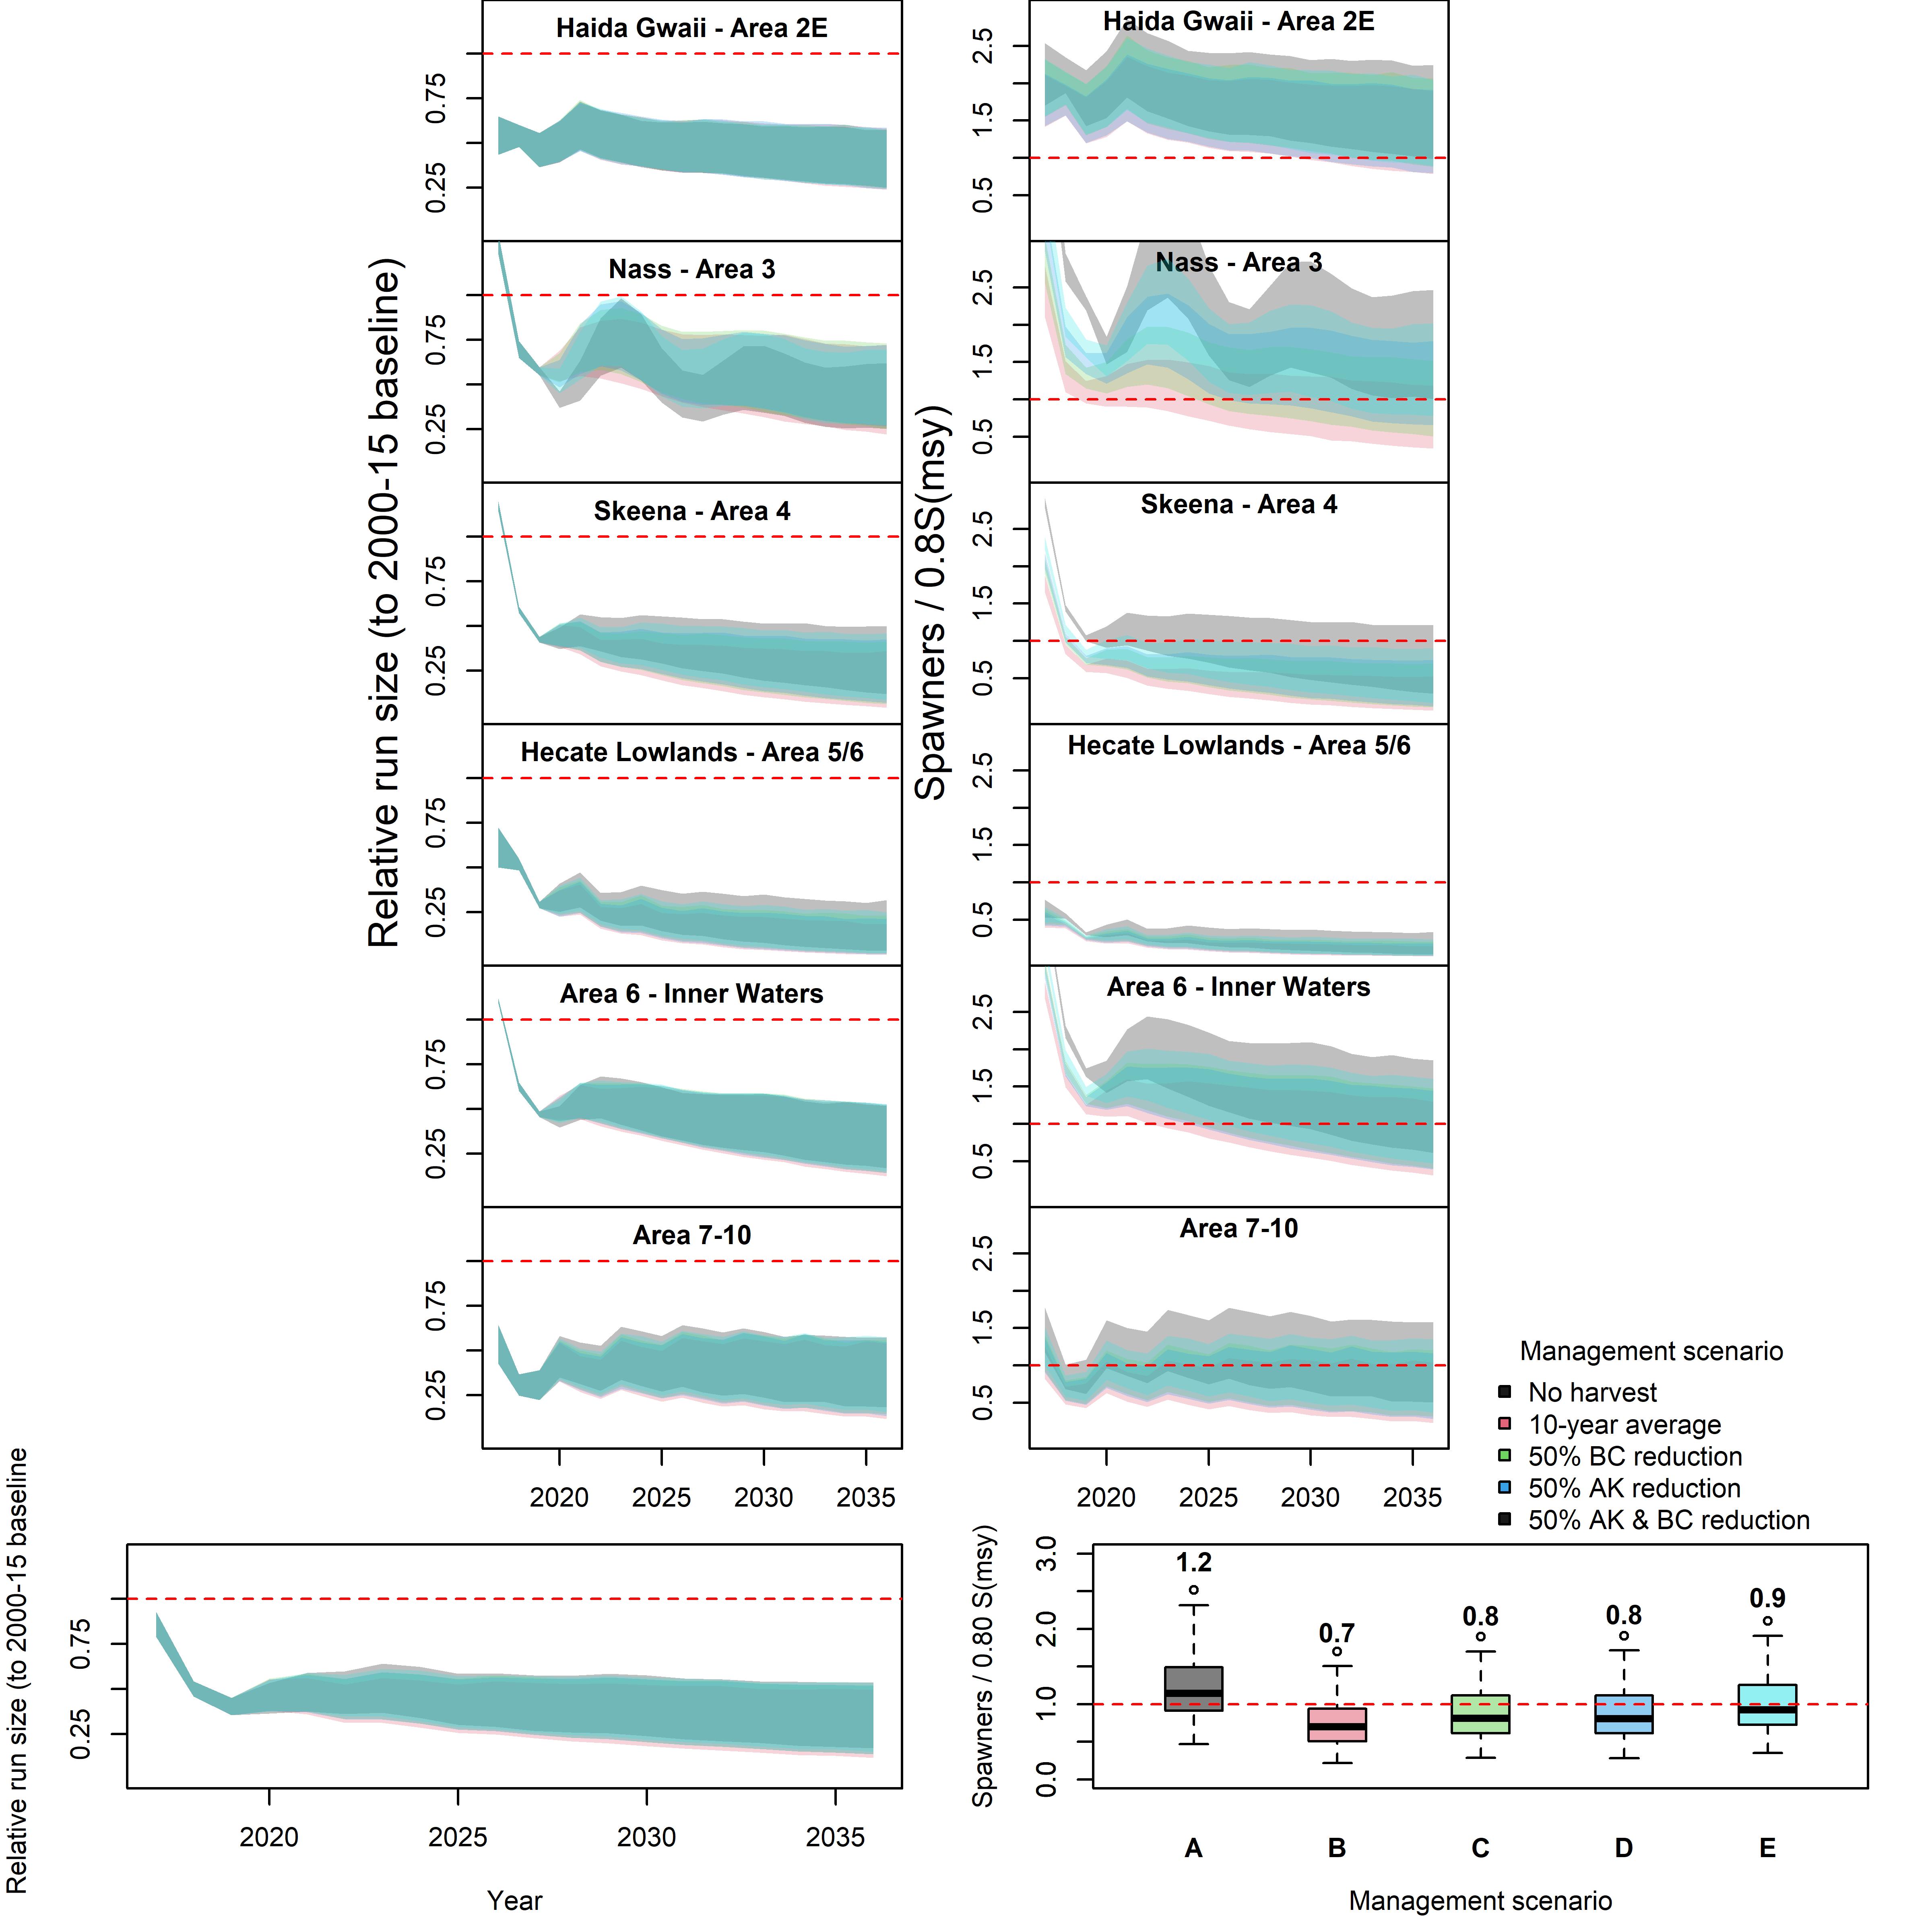 Relative run size (to 2000-15 baseline)
Haida Gwaii - Area 2E
0.75
0.25
Nass - Area 3
0.75
0.25
Skeena - Area 4
0.75
0.25
Hecate Lowlands - Area 5/6
0.75
0.25
Area 6 - Inner Waters
0.75
0.25
Area 7-10
0.75
0.25
2020 2025 2030 2035
Spawners / 0.8S(msy)
Haida Gwaii - Area 2E
2.5
1.5
0.5
Nass - Area 3
2.5
1.5
0.5
Skeena - Area 4
2.5
1.5
0.5
Hecate Lowlands - Area 5/6
2.5
1.5
0.5
Area 6 - Inner Waters
2.5
1.5
0.5
Area 7-10
2.5
1.5
0.5
2020 2025 2030 2035
Management scenario
No harvest
10-year average
50% BC reduction
50% AK reduction
50% AK & BC reduction
Relative run size (to 2000-15 baseline
0.75
0.25
2020 2025 2030 2035
Year
Spawners / 0.80 S(msy)
3.0
2.0
1.0
0.0
1.2 0.7 0.8 0.8 0.9
A B C D E
Management scenario